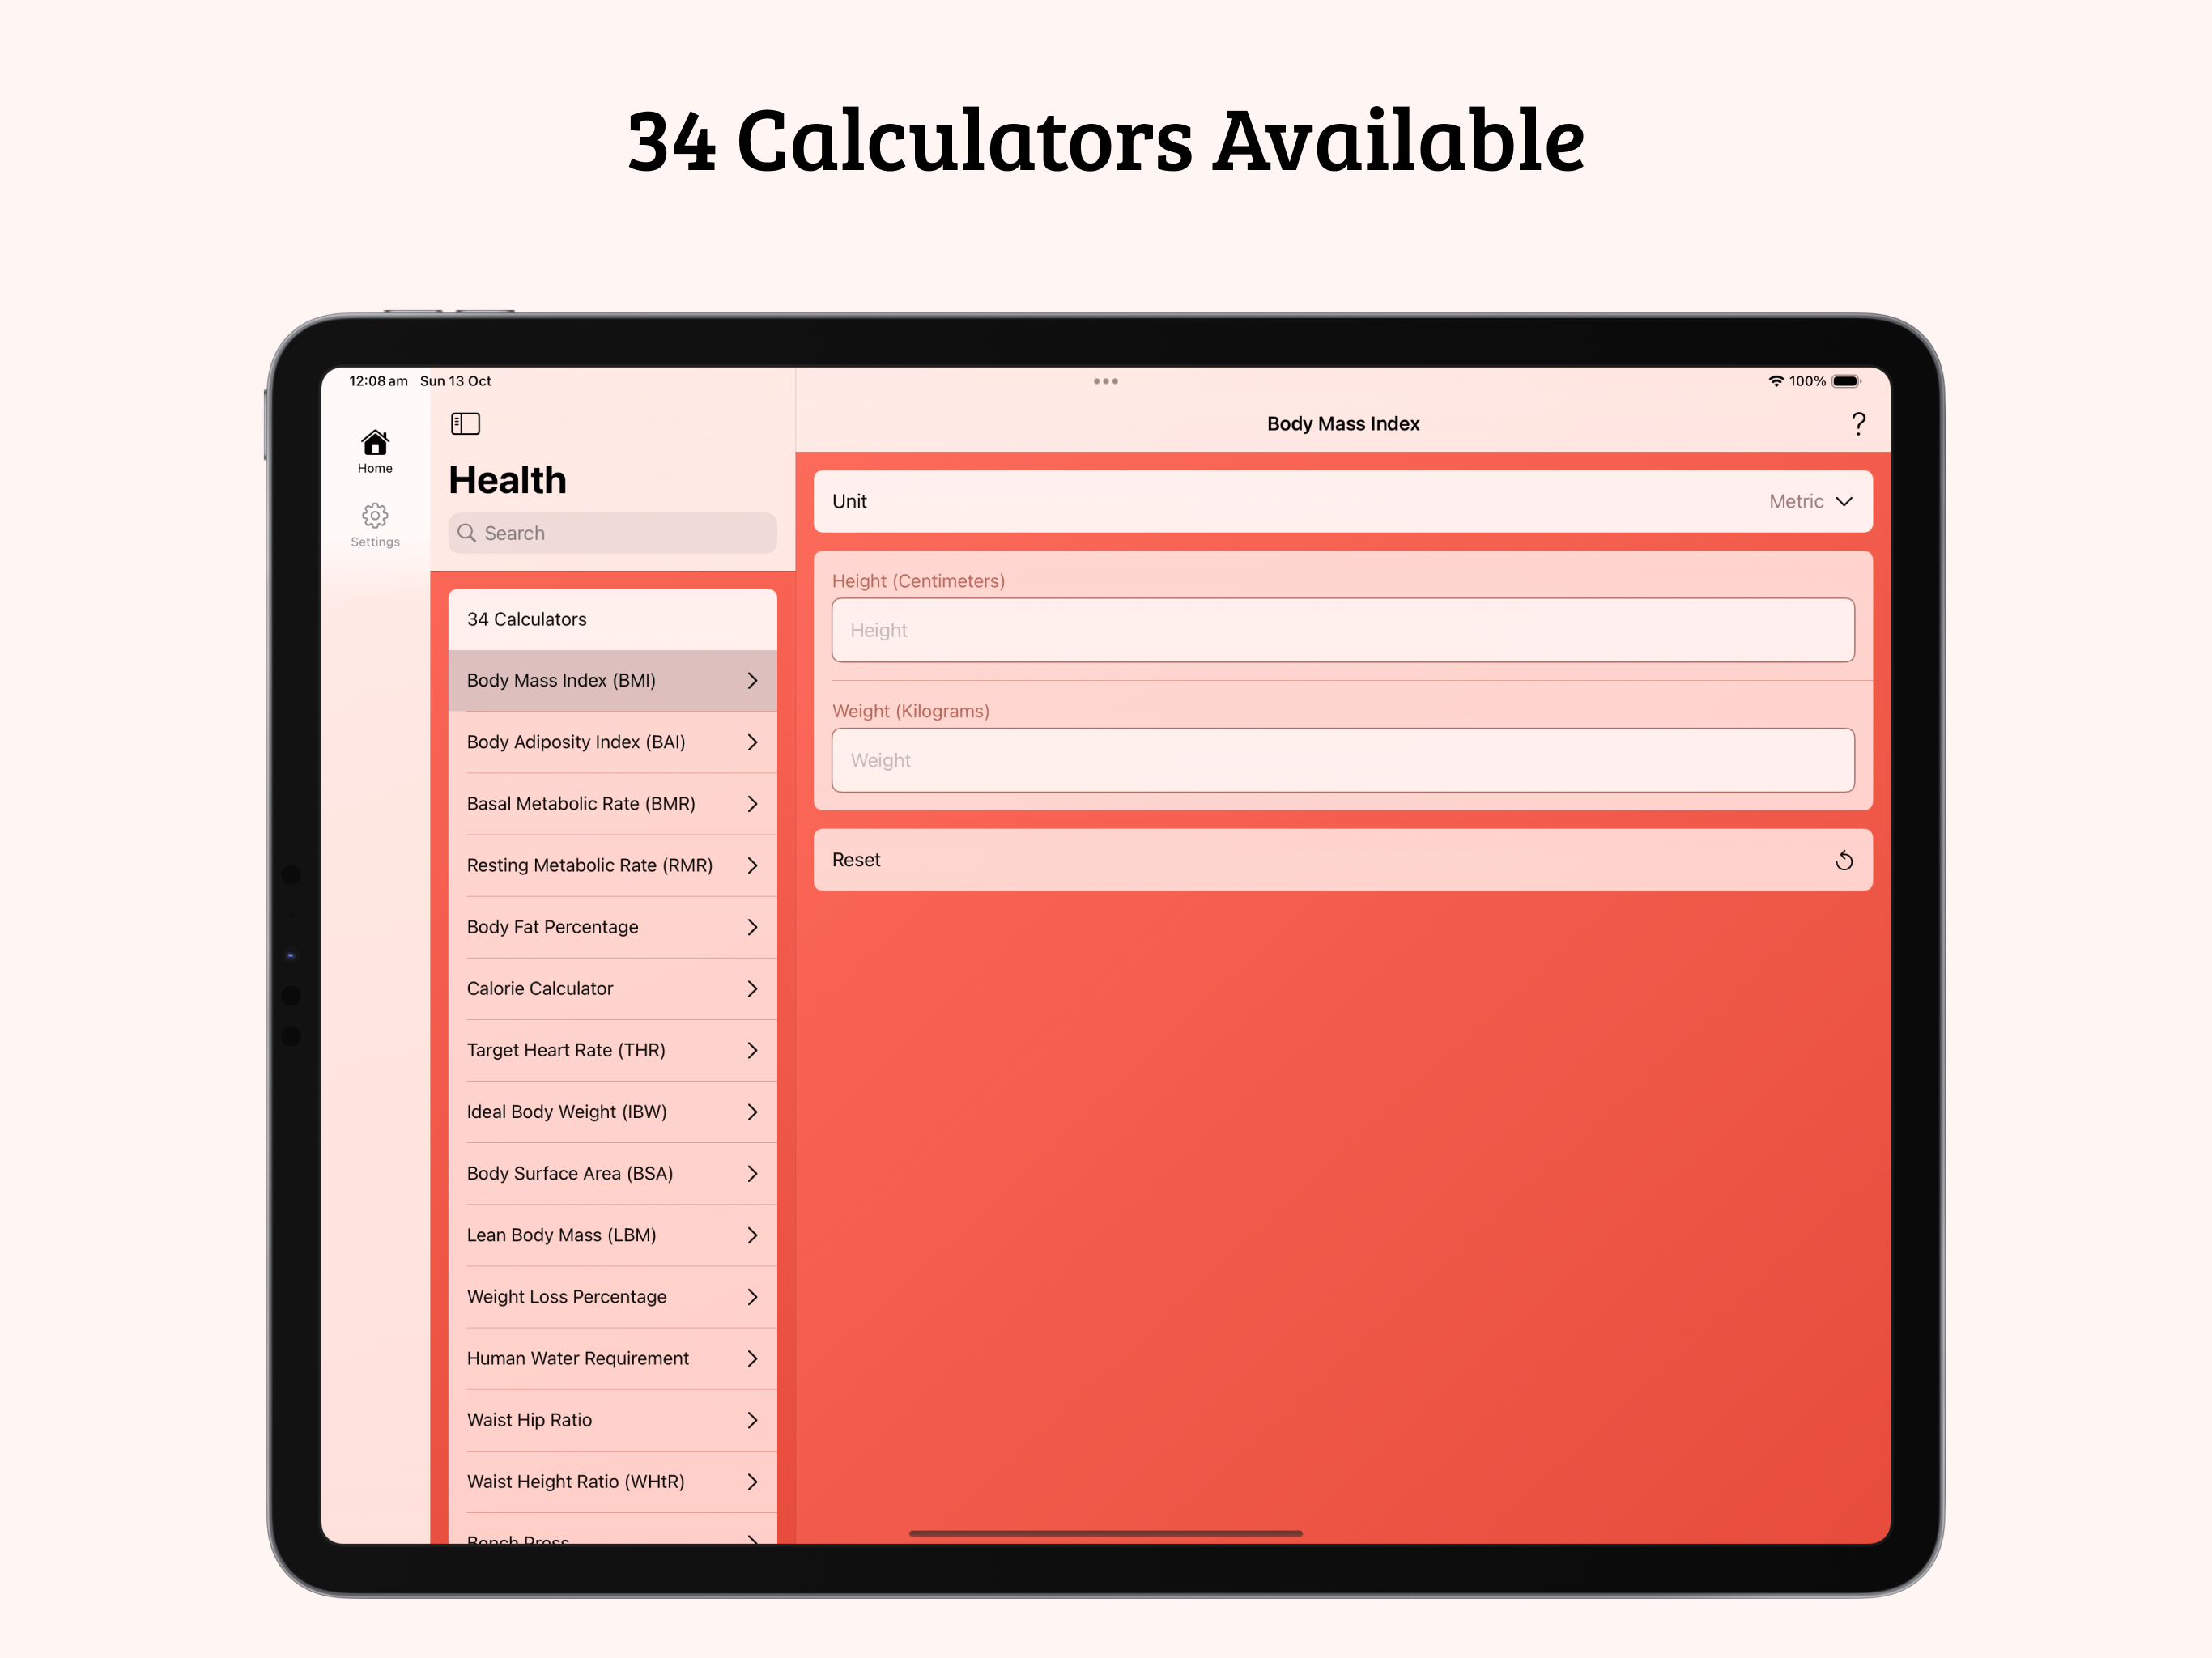 34 Calculators Available
12:08 am Sun 13 Oct
100%
Home
Settings
Health
Search
34 Calculators
Body Mass Index (BMI)
Body Adiposity Index (BAI)
Basal Metabolic Rate (BMR)
Resting Metabolic Rate (RMR)
Body Fat Percentage
Calorie Calculator
Target Heart Rate (THR)
Ideal Body Weight (IBW)
Body Surface Area (BSA)
Lean Body Mass (LBM)
Weight Loss Percentage
Human Water Requirement
Waist Hip Ratio
Waist Height Ratio (WHtR)
Bench Press
Body Mass Index ?
Unit Metric
Height (Centimeters)
Height
Weight (Kilograms)
Weight
Reset